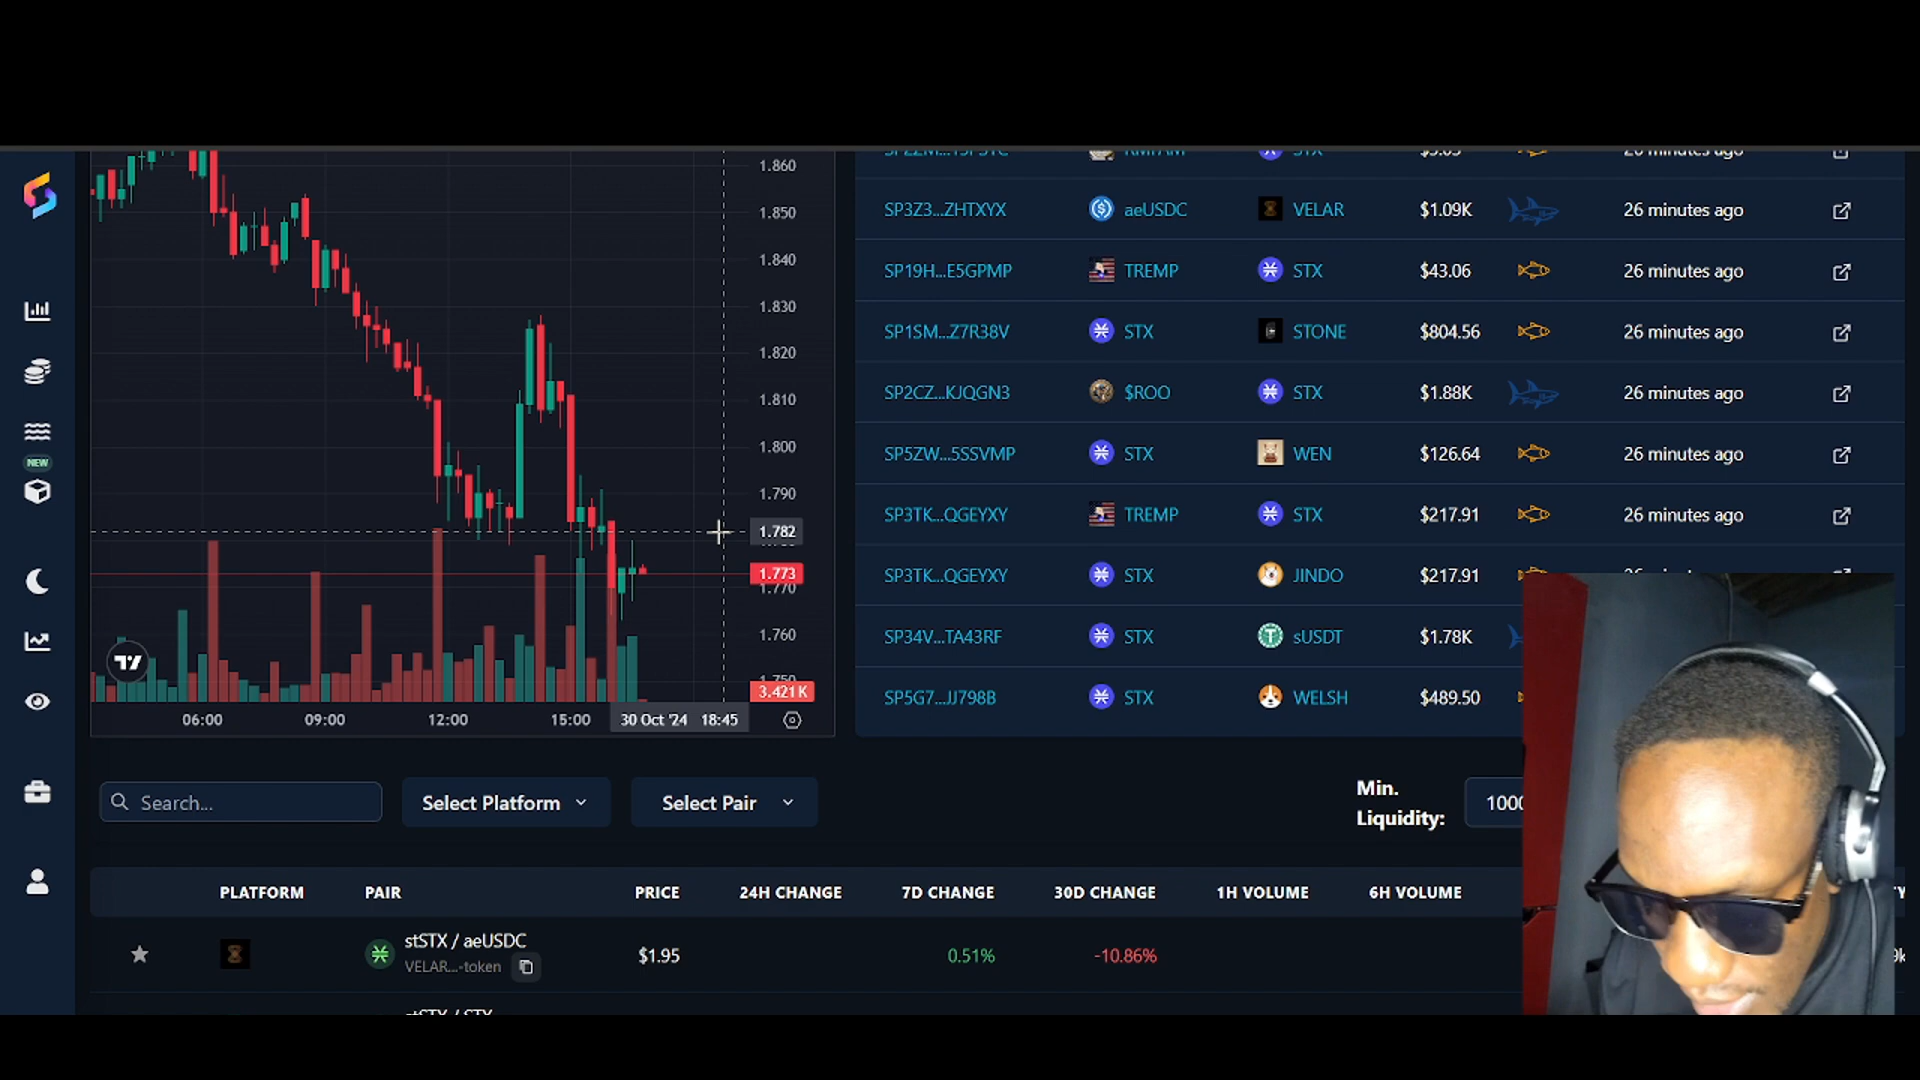 1.860
1.850
1.840
1.830
1.820
1.810
1.800
1.790
1.782
1.773
1.770
1.760
3.421 K
06:00 09:00 12:00 15:00 30 Oct '24 18:45
NEW
SP3Z3...ZHTXYX aeUSDC VELAR $1.09K 26 minutes ago
SP19H...E5GPMP TREMP STX $43.06 26 minutes ago
SP1SM...Z7R38V STX STONE $804.56 26 minutes ago
SP2CZ...KJQGN3 $ROO STX $1.88K 26 minutes ago
SP5ZW...5SSVMP STX WEN $126.64 26 minutes ago
SP3TK...QGEYXY TREMP STX $217.91 26 minutes ago
SP3TK...QGEYXY STX JINDO $217.91
SP34V...TA43RF STX sUSDT $1.78K
SP5G7...JJ798B STX WELSH $489.50
Search... Select Platform Select Pair
Min.
Liquidity:
PLATFORM PAIR PRICE 24H CHANGE 7D CHANGE 30D CHANGE 1H VOLUME 6H VOLUME
stSTX / aeUSDC $1.95 0.51% -10.86%
VELAR...-token